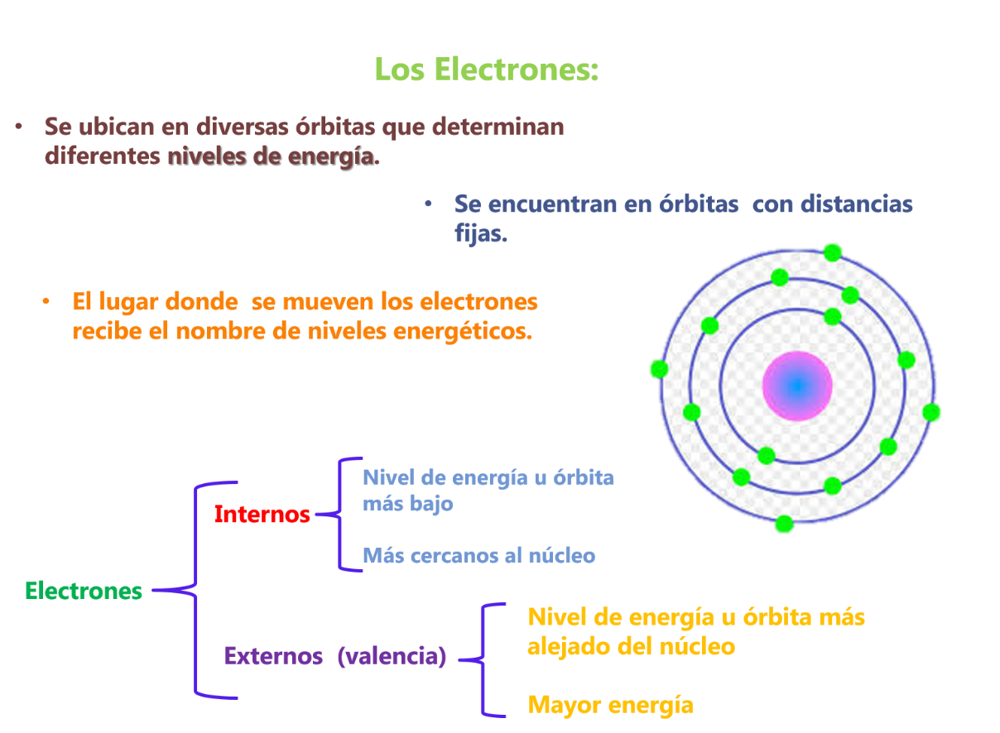 Los Electrones:
• Se ubican en diversas órbitas que determinan
diferentes niveles de energía.
• Se encuentran en órbitas con distancias
fijas.
• El lugar donde se mueven los electrones
recibe el nombre de niveles energéticos.
Electrones
Internos
Nivel de energía u órbita
más bajo
Más cercanos al núcleo
Externos (valencia)
Nivel de energía u órbita más
alejado del núcleo
Mayor energía